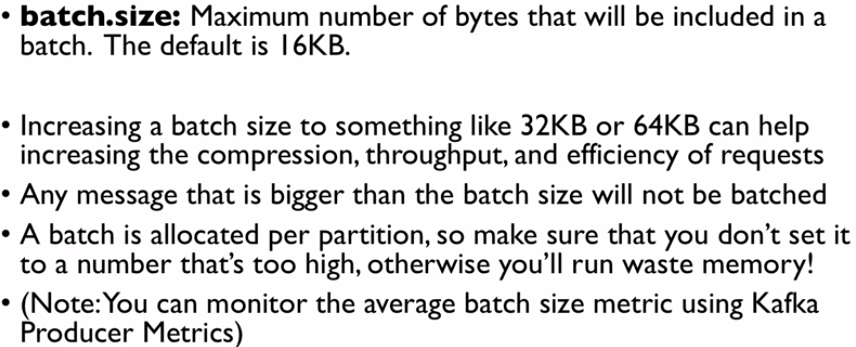 • batch.size: Maximum number of bytes that will be included in a
batch. The default is 16KB.
• Increasing a batch size to something like 32KB or 64KB can help
increasing the compression, throughput, and efficiency of requests
• Any message that is bigger than the batch size will not be batched
• A batch is allocated per partition, so make sure that you don't set it
to a number that's too high, otherwise you'll run waste memory!
• (Note: You can monitor the average batch size metric using Kafka
Producer Metrics)